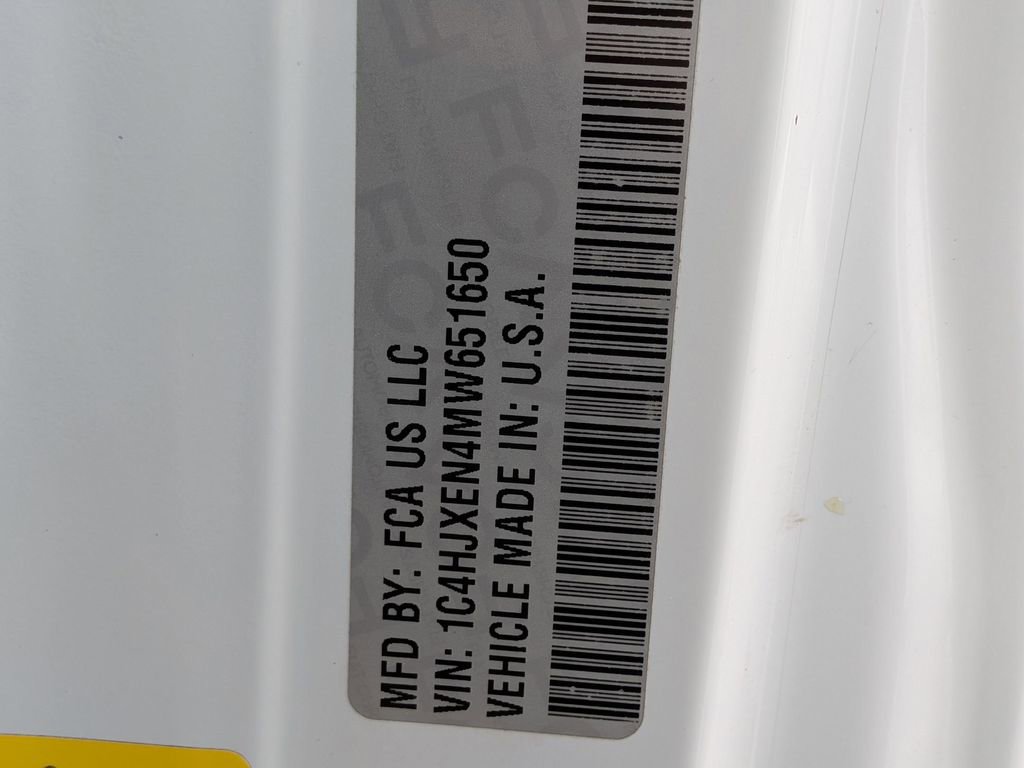 MFD BY: FCA US LLC
VIN: 1C4HJXEN4MW651650
VEHICLE MADE IN: U.S.A.